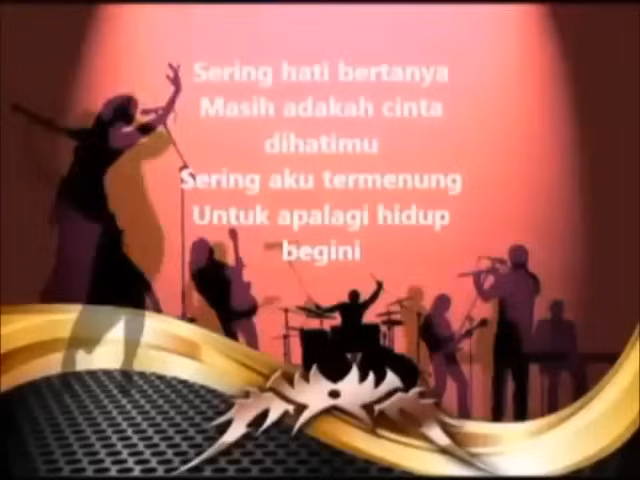 Sering hati bertanya
Masih adakah cinta
dihatimu
Sering aku termenung
Untuk apalagi hidup
begini